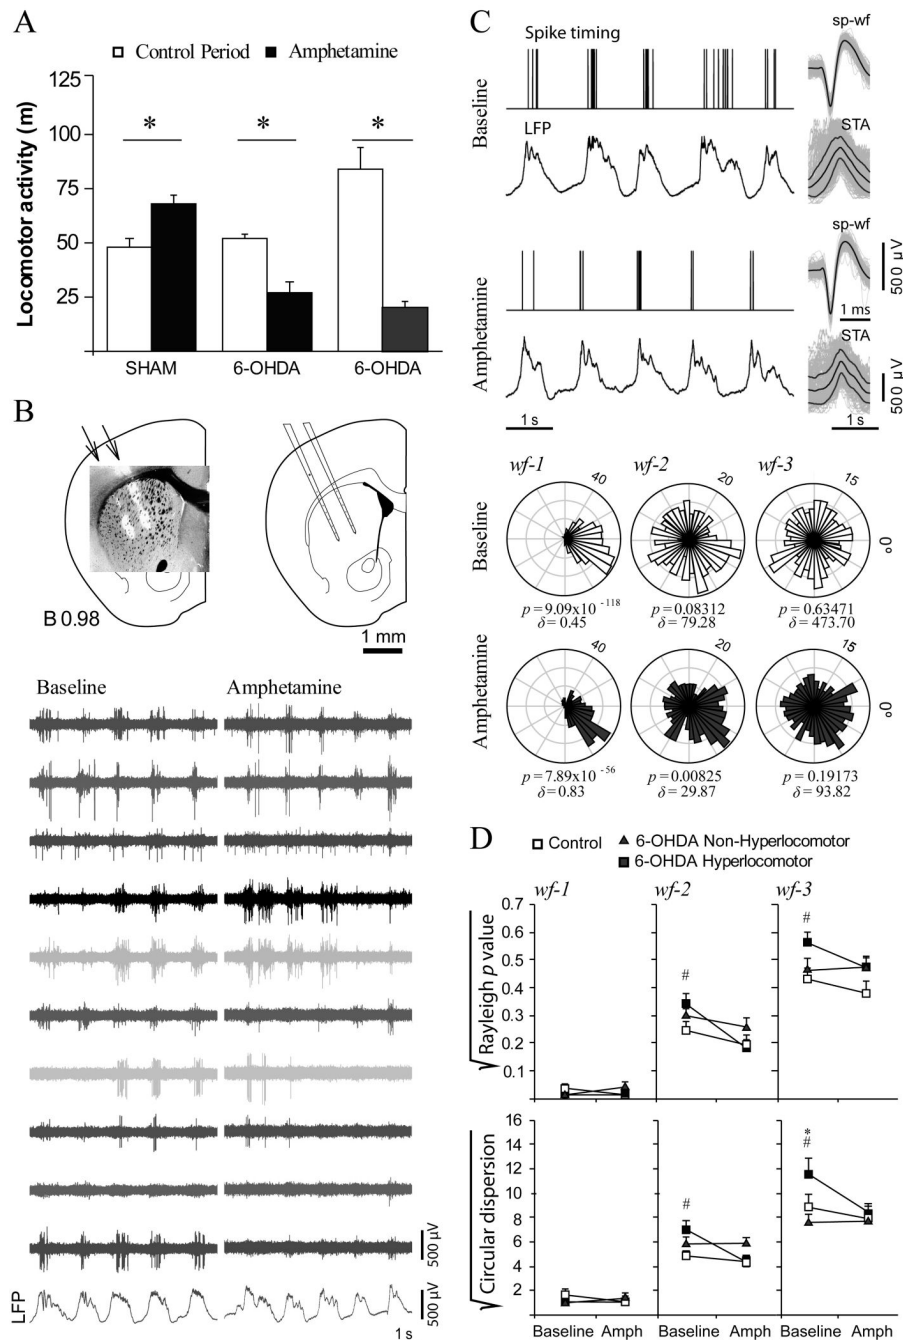 A
Control Period Amphetamine
Locomotor activity (m)
125
100
75
50
25
* * *
SHAM 6-OHDA 6-OHDA
B
B 0.98
1 mm
Baseline Amphetamine
500 µV
LFP
500 µV
1 s
C
Spike timing
sp-wf
Baseline
LFP
STA
sp-wf
500 µV
1 ms
Amphetamine
STA
500 µV
1 s 1 s
wf-1 wf-2 wf-3
40 20 15
Baseline
0°
p = 9.09x10 -118 p = 0.08312 p = 0.63471
δ = 0.45 δ = 79.28 δ = 473.70
40 20 15
Amphetamine
0°
p = 7.89x10 -56 p = 0.00825 p = 0.19173
δ = 0.83 δ = 29.87 δ = 93.82
D
Control 6-OHDA Non-Hyperlocomotor
6-OHDA Hyperlocomotor
wf-1 wf-2 wf-3
√ Rayleigh p value
0.7
0.6
0.5
0.4
0.3
0.2
0.1
# #
√ Circular dispersion
16
14
12
10
8
6
4
2
#
*
#
Baseline Amph Baseline Amph Baseline Amph